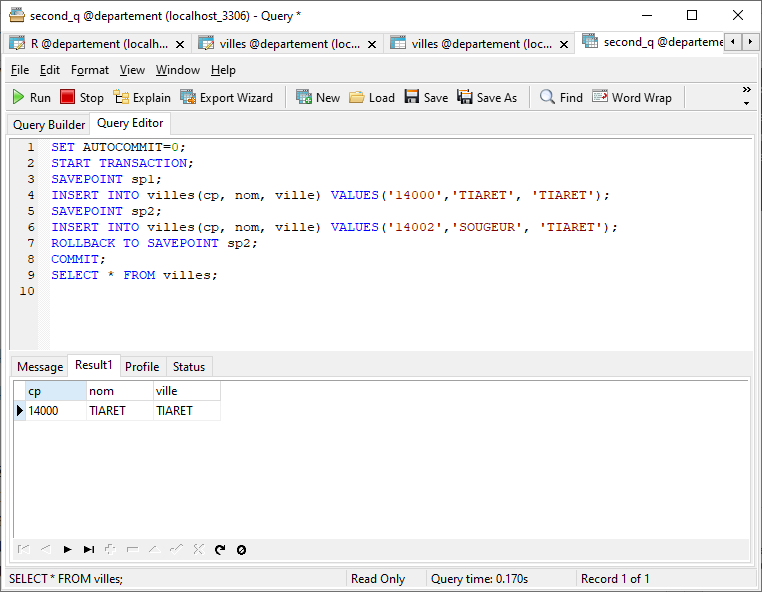 second_q @departement (localhost_3306) - Query *
R @departement (localh... villes @departement (loc... villes @departement (loc... second_q @departeme
File Edit Format View Window Help
Run Stop Explain Export Wizard New Load Save Save As Find Word Wrap
Query Builder Query Editor
1 SET AUTOCOMMIT=0;
2 START TRANSACTION;
3 SAVEPOINT sp1;
4 INSERT INTO villes(cp, nom, ville) VALUES('14000','TIARET', 'TIARET');
5 SAVEPOINT sp2;
6 INSERT INTO villes(cp, nom, ville) VALUES('14002','SOUGEUR', 'TIARET');
7 ROLLBACK TO SAVEPOINT sp2;
8 COMMIT;
9 SELECT * FROM villes;
10
Message Result1 Profile Status
cp nom ville
14000 TIARET TIARET
SELECT * FROM villes; Read Only Query time: 0.170s Record 1 of 1